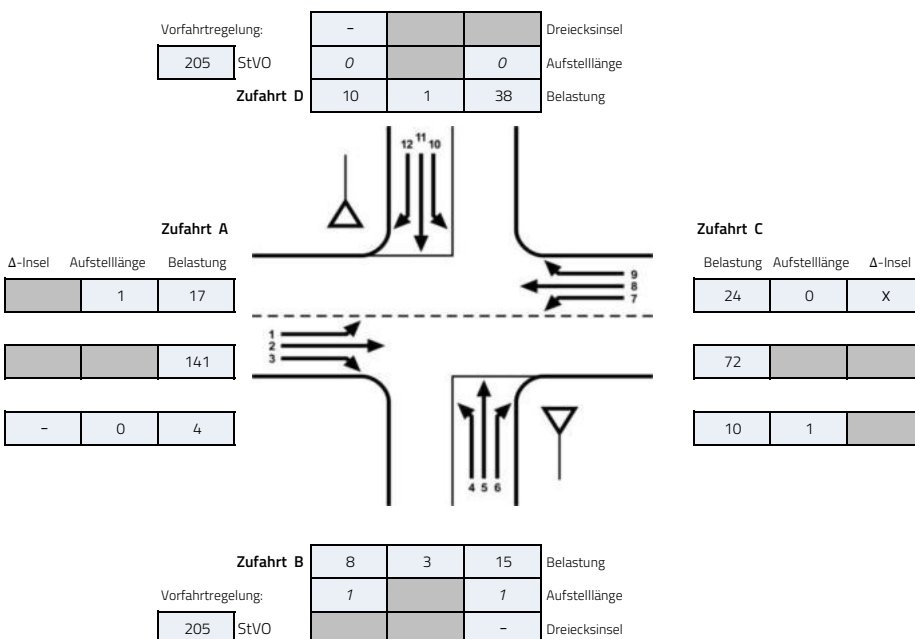 Vorfahrtregelung: - Dreiecksinsel
205 StVO 0 0 Aufstelllänge
Zufahrt D 10 1 38 Belastung
12 11 10
Zufahrt A
Δ-Insel Aufstelllänge Belastung
1 17
141
- 0 4
Zufahrt C
Belastung Aufstelllänge Δ-Insel
24 0 X
72
10 1
9
8
7
1
2
3
4 5 6
Zufahrt B 8 3 15 Belastung
Vorfahrtregelung: 1 1 Aufstelllänge
205 StVO - Dreiecksinsel